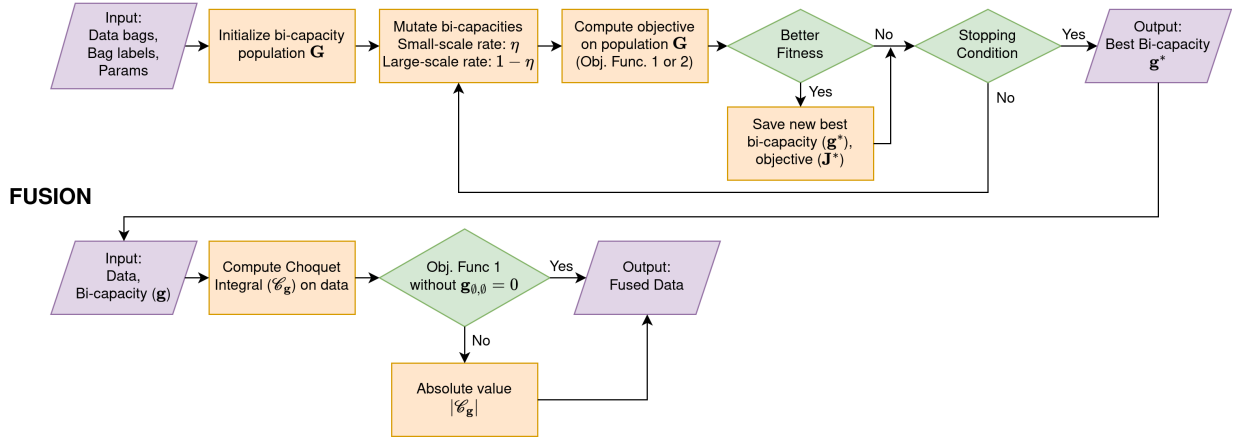 Input:
Data bags,
Bag labels,
Params
Initialize bi-capacity
population G
Mutate bi-capacities
Small-scale rate: η
Large-scale rate: 1 − η
Compute objective
on population G
(Obj. Func. 1 or 2)
Better
Fitness
No
Yes
Save new best
bi-capacity (g*),
objective (J*)
Stopping
Condition
Yes
No
Output:
Best Bi-capacity
g*
FUSION
Input:
Data,
Bi-capacity (g)
Compute Choquet
Integral (𝒞g) on data
Obj. Func 1
without g∅,∅ = 0
Yes
No
Absolute value
|𝒞g|
Output:
Fused Data